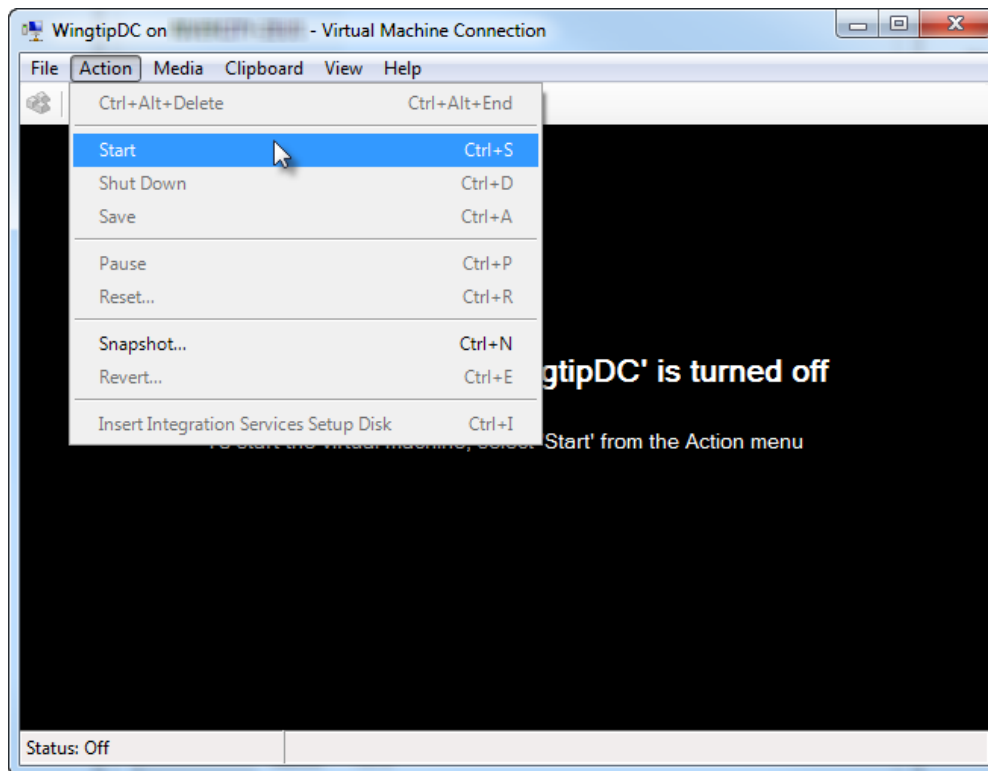 WingtipDC on - Virtual Machine Connection
File Action Media Clipboard View Help
Ctrl+Alt+Delete Ctrl+Alt+End
Start Ctrl+S
Shut Down Ctrl+D
Save Ctrl+A
Pause Ctrl+P
Reset... Ctrl+R
Snapshot... Ctrl+N
Revert... Ctrl+E
gtipDC' is turned off
Insert Integration Services Setup Disk Ctrl+I
'Start' from the Action menu
Status: Off